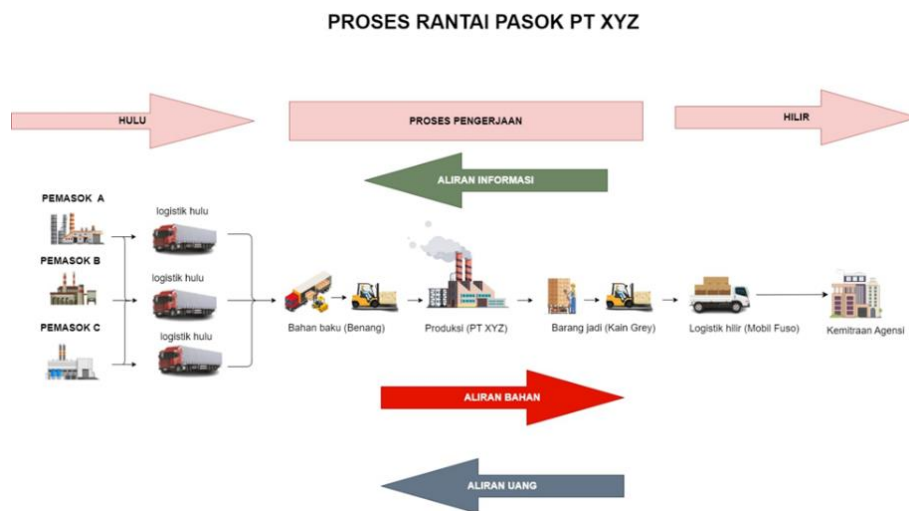 PROSES RANTAI PASOK PT XYZ
HULU
PROSES PENGERJAAN
HILIR
ALIRAN INFORMASI
PEMASOK A
logistik hulu
PEMASOK B
logistik hulu
PEMASOK C
logistik hulu
Bahan baku (Benang)
Produksi (PT XYZ)
Barang jadi (Kain Grey)
Logistik hilir (Mobil Fuso)
Kemitraan Agensi
ALIRAN BAHAN
ALIRAN UANG